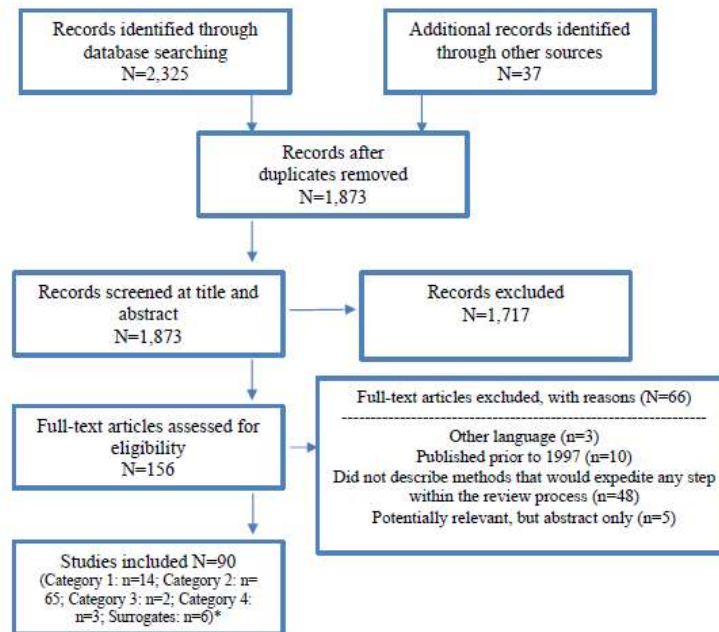 Records identified through
database searching
N=2,325
Additional records identified
through other sources
N=37
Records after
duplicates removed
N=1,873
Records screened at title and
abstract
N=1,873
Records excluded
N=1,717
Full-text articles assessed for
eligibility
N=156
Full-text articles excluded, with reasons (N=66)
Other language (n=3)
Published prior to 1997 (n=10)
Did not describe methods that would expedite any step
within the review process (n=48)
Potentially relevant, but abstract only (n=5)
Studies included N=90
(Category 1: n=14; Category 2: n=
65; Category 3: n=2; Category 4:
n=3; Surrogates: n=6)*